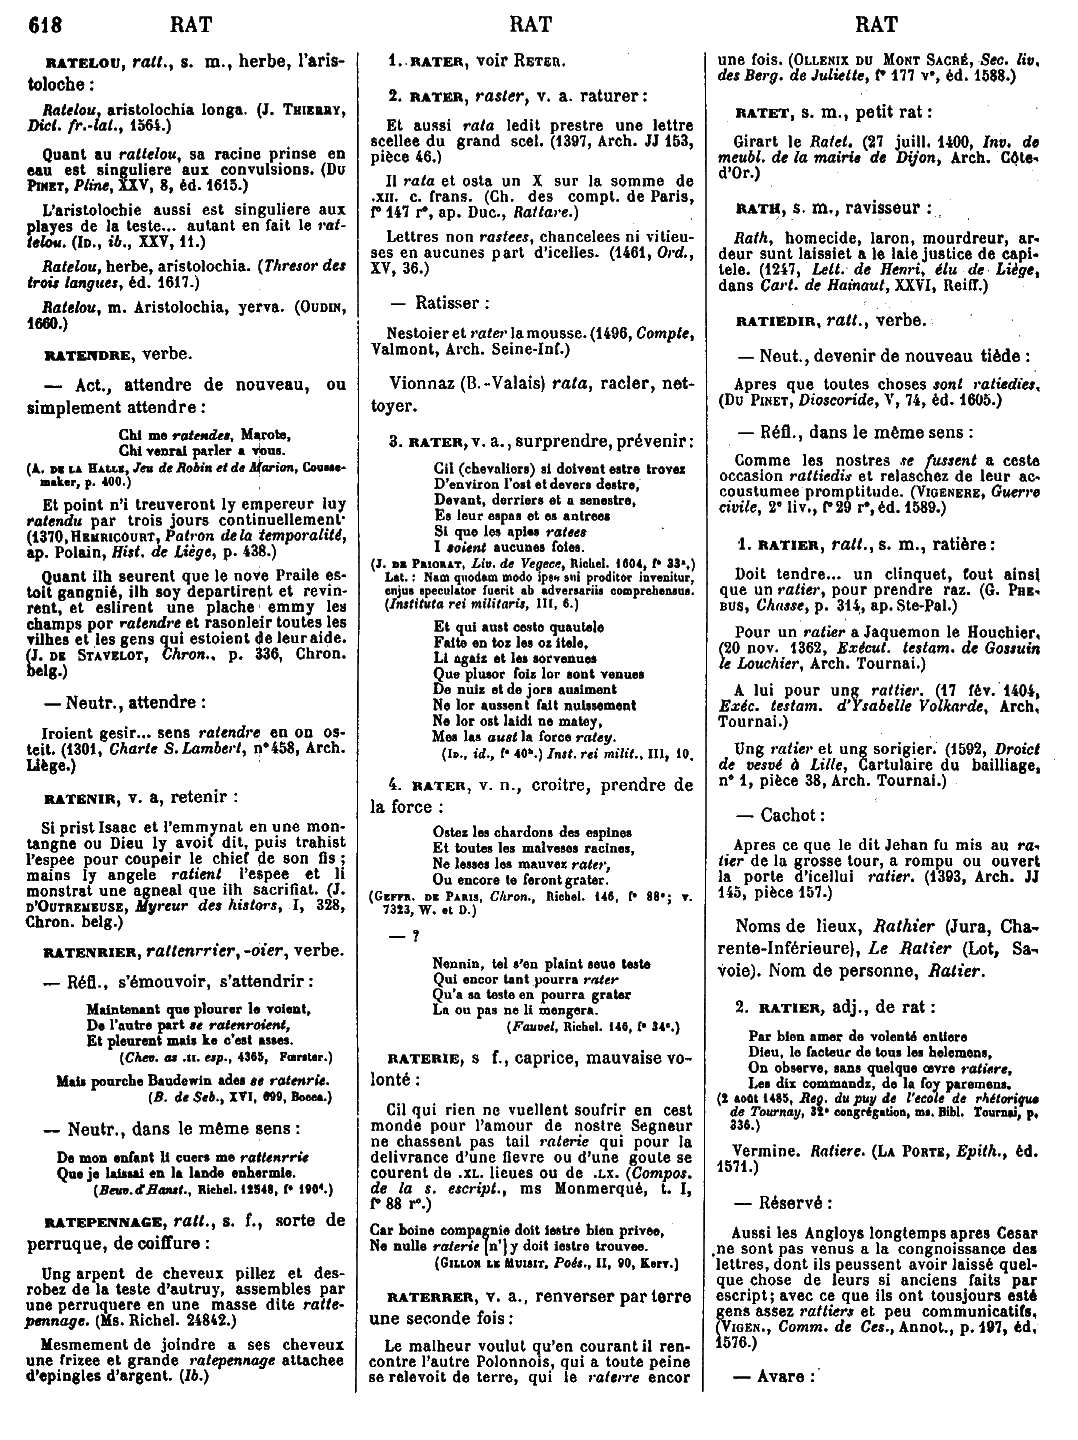 618 RAT RAT RAT
RATELOU, ratt., s. m., herbe, l'aris-
toloche :
Ratelou, aristolochia longa. (J. THIERRY,
Dict. fr.-lat., 1564.)
Quant au rattelou, sa racine prinse en
eau est singuliere aux convulsions. (DU
PINET, Pline, XXV, 8, éd. 1615.)
L'aristolochie aussi est singuliere aux
playes de la teste... autant en fait le rat-
telou. (ID., ib., XXV, 11.)
Ratelou, herbe, aristolochia. (Thresor des
trois langues, éd. 1617.)
Ratelou, m. Aristolochia, yerva. (OUDIN,
1660.)
RATENDRE, verbe.
— Act., attendre de nouveau, ou
simplement attendre :
Chi me ratendes, Marote,
Chi venrai parler a vous.
(A. DE LA HALLE, Jeu de Robin et de Marion, Cousse-
maker, p. 400.)
Et point n'i treuveront ly empereur luy
ratendu par trois jours continuellement
(1370, HEMRICOURT, Patron de la temporalité,
ap. Polain, Hist. de Liège, p. 438.)
Quant ilh seurent que le nove Praile es-
toit gangnié, ilh soy departirent et revin-
rent, et eslirent une plache emmy les
champs por ratendre et rasonleir toutes les
vilhes et les gens qui estoient de leur aide.
(J. DE STAVELOT, Chron., p. 336, Chron.
belg.)
— Neutr., attendre :
Iroient gesir... sens ratendre en on os-
teit. (1301, Charte S. Lambert, n° 458, Arch.
Liège.)
RATENIR, v. a, retenir :
Si prist Isaac et l'emmynat en une mon-
tangne ou Dieu ly avoit dit, puis trahist
l'espee pour coupeir le chief de son fis ;
mains ly angele ratient l'espee et li
monstrat une agneal que ilh sacrifiat. (J.
D'OUTREMEUSE, Myreur des histors, I, 328,
Chron. belg.)
RATENRIER, rattenrrier, -oier, verbe.
— Réfl., s'émouvoir, s'attendrir :
Maintenant que plourer le voient,
De l'autre part se ratenroient,
Et pleurent mais ke c'est asses.
(Chev. as .II. esp., 4365, Fœrster.)
Mais pourche Baudewin ades se ratenrie.
(B. de Seb., XVI, 699, Bocca.)
— Neutr., dans le même sens :
De mon enfant li cuers me rattenrrie
Que je laissai en la lande enhermie.
(Beuv. d'Hanst., Richel. 12548, f° 190d.)
RATEPENNAGE, ratt., s. f., sorte de
perruque, de coiffure :
Ung arpent de cheveux pillez et des-
robez de la teste d'autruy, assembles par
une perruquere en une masse dite ratte-
pennage. (Ms. Richel. 24842.)
Mesmement de joindre a ses cheveux
une frizee et grande ratepennage attachee
d'epingles d'argent. (Ib.)
1. RATER, voir RETER.
2. RATER, raster, v. a. raturer :
Et aussi rata ledit prestre une lettre
scellee du grand scel. (1397, Arch. JJ 153,
pièce 46.)
Il rata et osta un X sur la somme de
.XII. c. frans. (Ch. des compt. de Paris,
f° 147 r°, ap. Duc., Rattare.)
Lettres non rastees, chancelees ni vitieu-
ses en aucunes part d'icelles. (1461, Ord.,
XV, 36.)
— Ratisser :
Nestoier et rater la mousse. (1496, Compte,
Valmont, Arch. Seine-Inf.)
Vionnaz (B.-Valais) rata, racler, net-
toyer.
3. RATER, v. a., surprendre, prévenir :
Cil (chevaliers) si doivent estre trovez
D'environ l'ost et devers destre,
Devant, derriers et a senestre,
Es leur espas et es antrees
Si que les apies ratees
I soient aucunes foies.
(J. DE PRIORAT, Liv. de Vegece, Richel. 1604, f° 33a.)
Lat. : Nam quodam modo ipse sui proditor invenitur,
enjus speculator fuerit ab adversariis comprehensus.
(Instituta rei militaris, III, 6.)
Et qui aust ceste quautele
Faite en toz les oz itele,
Li agaiz et les sorvenues
Que plusor foiz lor sont venues
De nuiz et de jors ausiment
Ne lor aussent fait nuissement
Ne lor ost laidi ne matey,
Mes las aust la force ratey.
(ID., id., f° 40b.) Inst. rei milit., III, 10.
4. RATER, v. n., croitre, prendre de
la force :
Ostez les chardons des espines
Et toutes les malveses racines,
Ne lesses les mauvez rater,
Ou encore te feront grater.
(GEFFR. DE PARIS, Chron., Richel. 146, f° 88c; v.
7323, W. et D.)
— ?
Nennin, tel s'en plaint seue teste
Qui encor tant pourra rater
Qu'a sa teste en pourra grater
La ou pas ne li mengera.
(Fauvel, Richel. 146, f° 34c.)
RATERIE, s f., caprice, mauvaise vo-
lonté :
Cil qui rien ne vuellent soufrir en cest
monde pour l'amour de nostre Segneur
ne chassent pas tail raterie qui pour la
delivrance d'une fievre ou d'une goute se
courent de .XL. lieues ou de .LX. (Compos.
de la s. escript., ms Monmerqué, t. I,
f° 88 r°.)
Car boine compagnie doit iestre bien privee,
Ne nulle raterie [n'] y doit iestre trouvee.
(GILLON LE MUISIT, Poés., II, 90, Kerv.)
RATERRER, v. a., renverser par terre
une seconde fois :
Le malheur voulut qu'en courant il ren-
contre l'autre Polonnois, qui a toute peine
se relevoit de terre, qui le raterre encor
une fois. (OLLENIX DU MONT SACRÉ, Sec. liv.
des Berg. de Juliette, f° 177 v°, éd. 1588.)
RATET, s. m., petit rat :
Girart le Ratet. (27 juill. 1400, Inv. de
meubl. de la mairie de Dijon, Arch. Côte-
d'Or.)
RATH, s. m., ravisseur :
Rath, homecide, laron, mourdreur, ar-
deur sunt laissiet a le laie justice de capi-
tele. (1247, Lett. de Henri, élu de Liège,
dans Cart. de Hainaut, XXVI, Reiff.)
RATIEDIR, ratt., verbe.
— Neut., devenir de nouveau tiède :
Apres que toutes choses sont ratiedies.
(DU PINET, Dioscoride, V, 74, éd. 1605.)
— Réfl., dans le même sens :
Comme les nostres se fussent a ceste
occasion rattiedis et relaschez de leur ac-
coustumee promptitude. (VIGENERE, Guerre
civile, 2e liv., f° 29 r°, éd. 1589.)
1. RATIER, ratt., s. m., ratière :
Doit tendre... un clinquet, tout ainsi
que un ratier, pour prendre raz. (G. PHE-
BUS, Chasse, p. 314, ap. Ste-Pal.)
Pour un ratier a Jaquemon le Houchier.
(20 nov. 1362, Exécut. testam. de Gossuin
le Louchier, Arch. Tournai.)
A lui pour ung rattier. (17 fév. 1404,
Exéc. testam. d'Ysabelle Volkarde, Arch.
Tournai.)
Ung ratier et ung sorigier. (1592, Droict
de vesvé à Lille, Cartulaire du bailliage,
n° 1, pièce 38, Arch. Tournai.)
— Cachot :
Apres ce que le dit Jehan fu mis au ra-
tier de la grosse tour, a rompu ou ouvert
la porte d'icellui ratier. (1393, Arch. JJ
145, pièce 157.)
Noms de lieux, Rathier (Jura, Cha-
rente-Inférieure), Le Ratier (Lot, Sa-
voie). Nom de personne, Ratier.
2. RATIER, adj., de rat :
Par bien amer de volenté entiere
Dieu, le facteur de tous les helemens,
On observe, sans quelque œvre ratiere,
Les dix commandz, de la foy paremens.
(2 août 1485, Reg. du puy de l'ecole de rhétorique
de Tournay, 32e congrégation, ms. Bibl. Tournai, p.
336.)
Vermine. Ratiere. (LA PORTE, Epith., éd.
1571.)
— Réservé :
Aussi les Angloys longtemps apres Cesar
ne sont pas venus a la congnoissance des
lettres, dont ils peussent avoir laissé quel-
que chose de leurs si anciens faits par
escript ; avec ce que ils ont tousjours esté
gens assez rattiers et peu communicatifs.
(VIGEN., Comm. de Ces., Annot., p. 197, éd.
1576.)
— Avare :